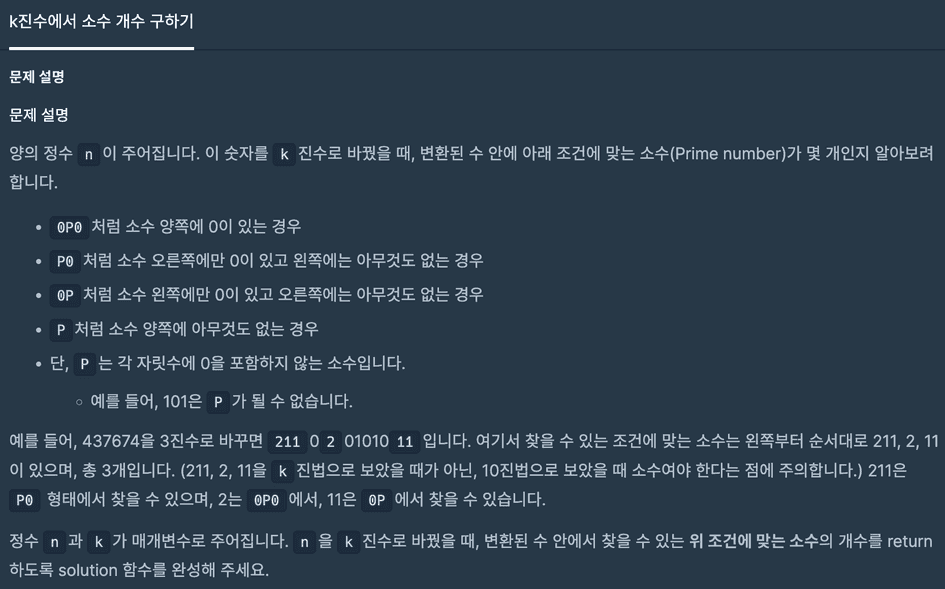 k진수에서 소수 개수 구하기
문제 설명
문제 설명
양의 정수 n이 주어집니다. 이 숫자를 k진수로 바꿨을 때, 변환된 수 안에 아래 조건에 맞는 소수(Prime number)가 몇 개인지 알아보려
합니다.
• 0P0처럼 소수 양쪽에 0이 있는 경우
• P0처럼 소수 오른쪽에만 0이 있고 왼쪽에는 아무것도 없는 경우
• 0P처럼 소수 왼쪽에만 0이 있고 오른쪽에는 아무것도 없는 경우
• P처럼 소수 양쪽에 아무것도 없는 경우
• 단, P는 각 자릿수에 0을 포함하지 않는 소수입니다.
◦ 예를 들어, 101은 P가 될 수 없습니다.
예를 들어, 437674을 3진수로 바꾸면 211 0 2 01010 11 입니다. 여기서 찾을 수 있는 조건에 맞는 소수는 왼쪽부터 순서대로 211, 2, 11
이 있으며, 총 3개입니다. (211, 2, 11을 k 진법으로 보았을 때가 아닌, 10진법으로 보았을 때 소수여야 한다는 점에 주의합니다.) 211은
P0 형태에서 찾을 수 있으며, 2는 0P0 에서, 11은 0P 에서 찾을 수 있습니다.
정수 n과 k가 매개변수로 주어집니다. n을 k진수로 바꿨을 때, 변환된 수 안에서 찾을 수 있는 위 조건에 맞는 소수의 개수를 return
하도록 solution 함수를 완성해 주세요.